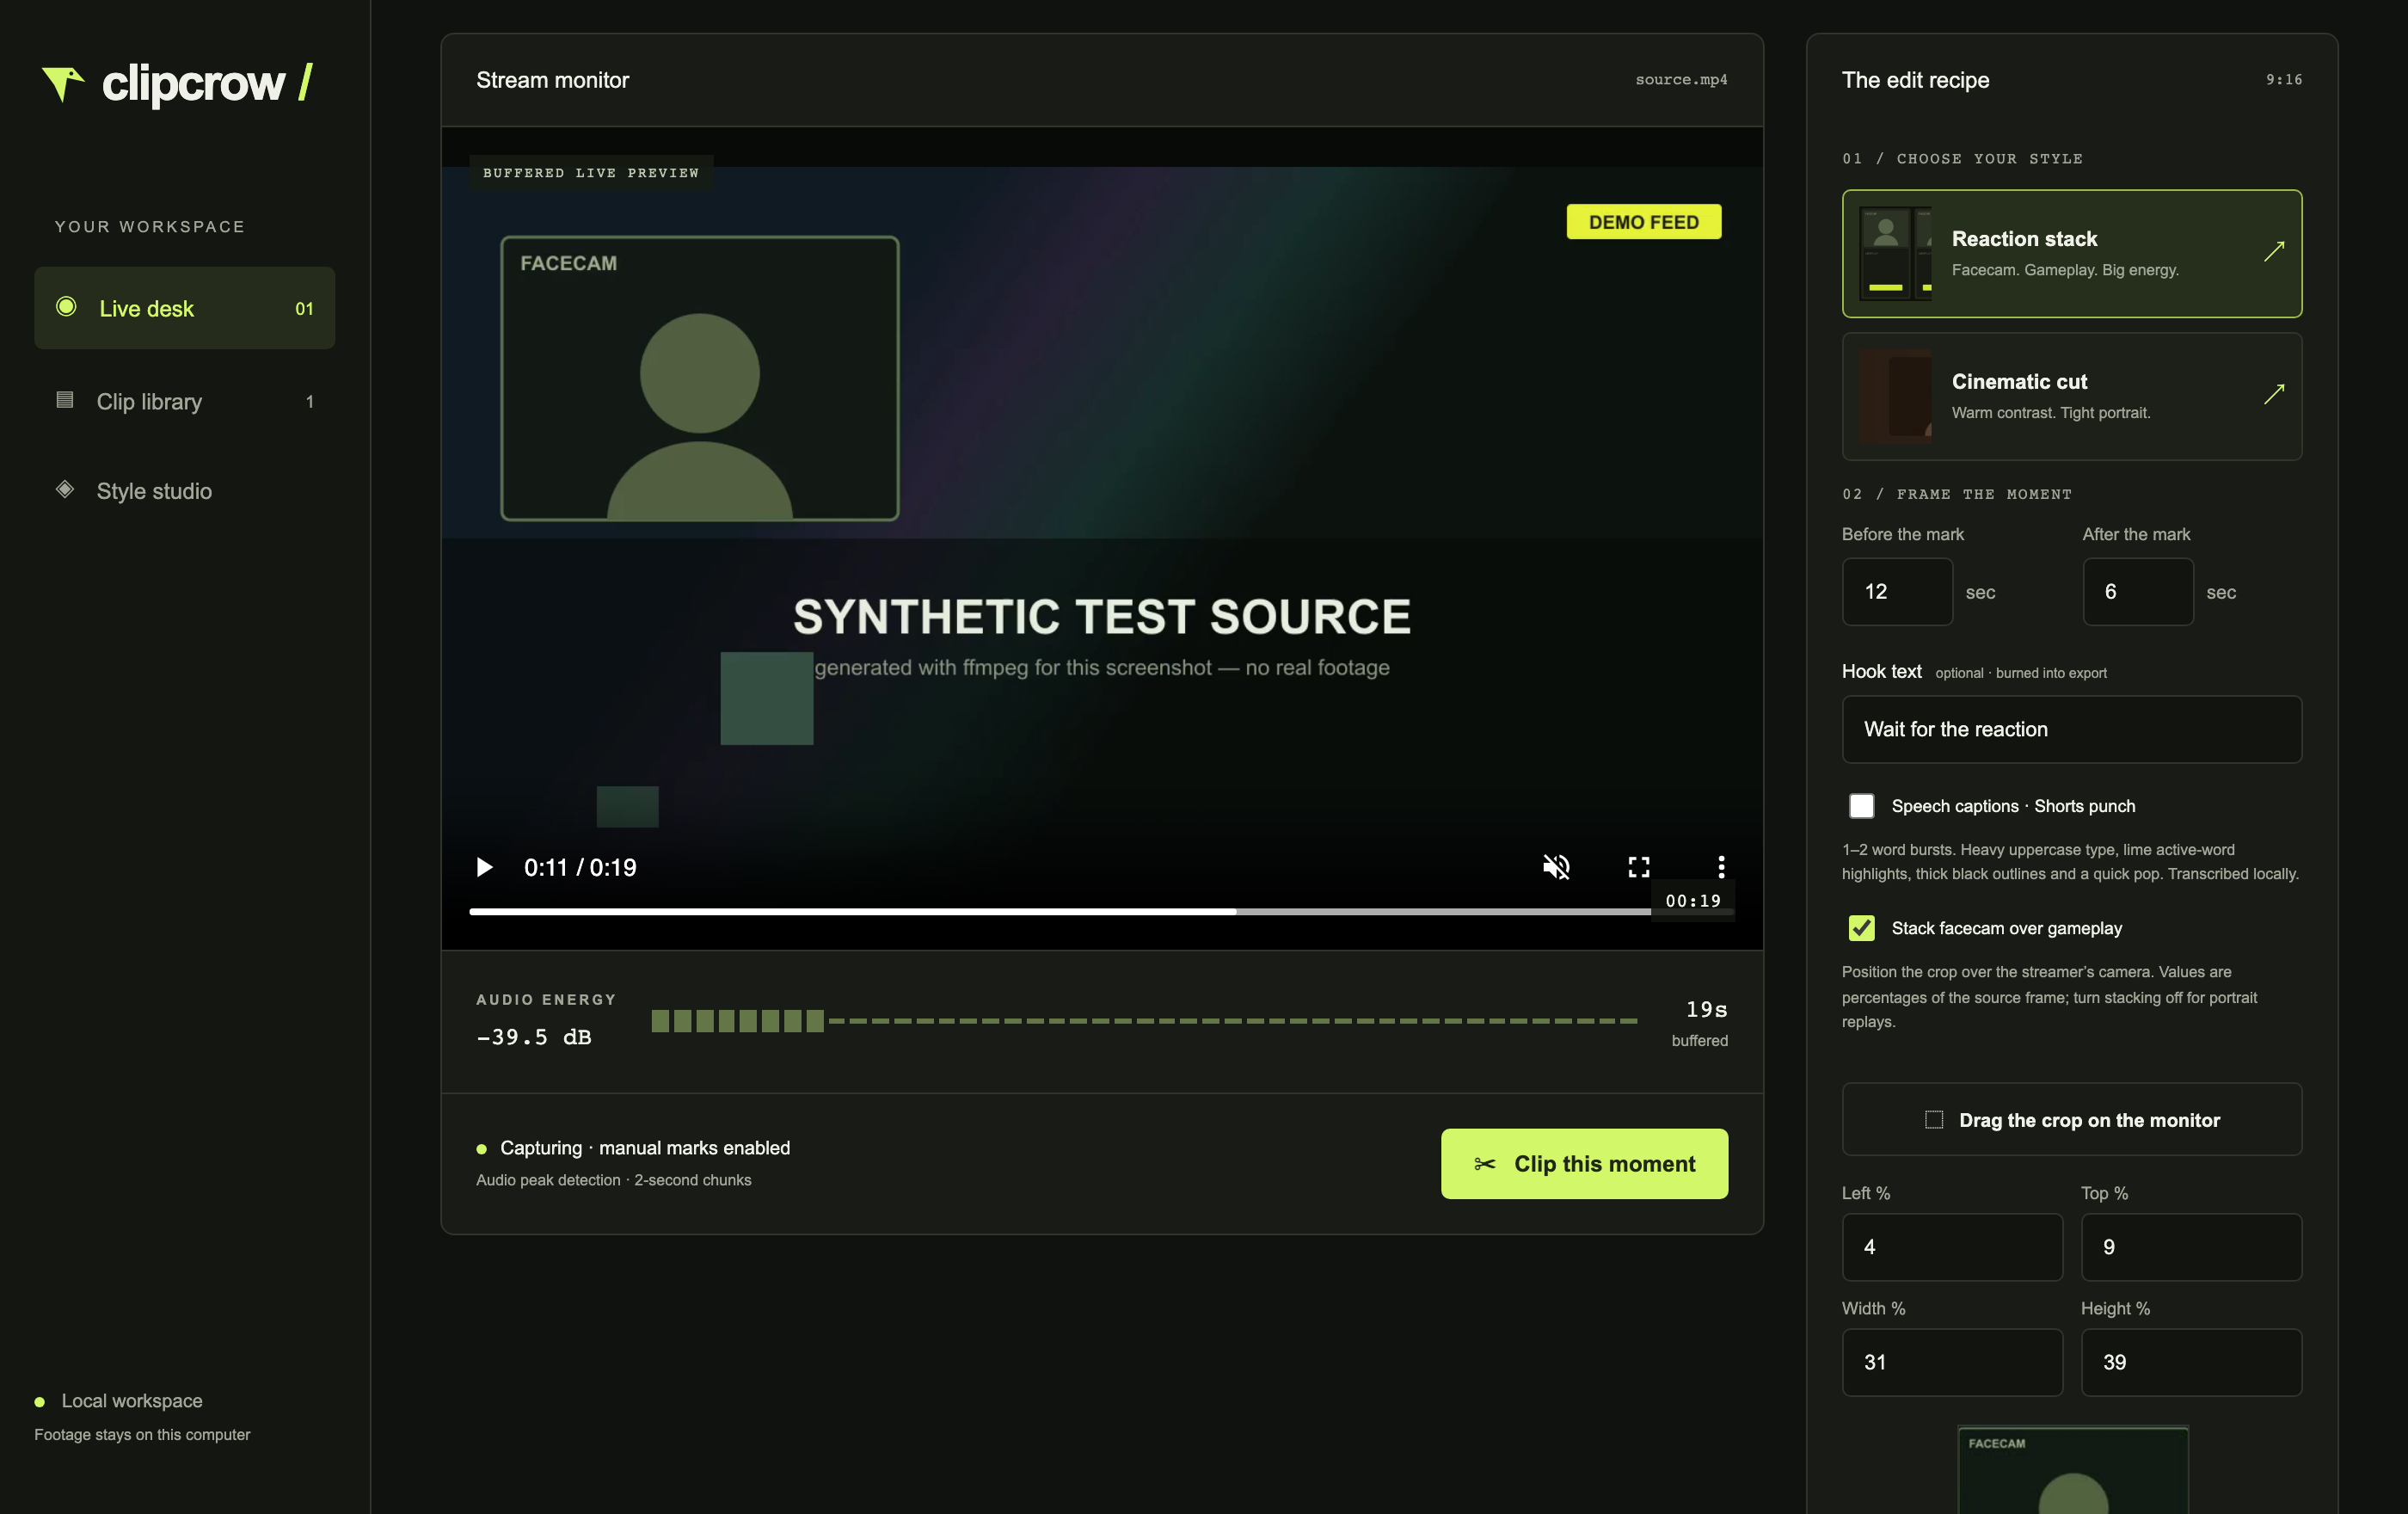 clipcrow /
YOUR WORKSPACE
Live desk 01
Clip library 1
Style studio
Local workspace
Footage stays on this computer
Stream monitor source.mp4
BUFFERED LIVE PREVIEW
DEMO FEED
FACECAM
SYNTHETIC TEST SOURCE
generated with ffmpeg for this screenshot — no real footage
0:11 / 0:19
00:19
AUDIO ENERGY
-39.5 dB
19s
buffered
Capturing · manual marks enabled
Audio peak detection · 2-second chunks
Clip this moment
The edit recipe 9:16
01 / CHOOSE YOUR STYLE
Reaction stack
Facecam. Gameplay. Big energy.
Cinematic cut
Warm contrast. Tight portrait.
02 / FRAME THE MOMENT
Before the mark After the mark
12 sec 6 sec
Hook text optional · burned into export
Wait for the reaction
Speech captions · Shorts punch
1–2 word bursts. Heavy uppercase type, lime active-word
highlights, thick black outlines and a quick pop. Transcribed locally.
Stack facecam over gameplay
Position the crop over the streamer's camera. Values are
percentages of the source frame; turn stacking off for portrait
replays.
Drag the crop on the monitor
Left % Top %
4 9
Width % Height %
31 39
FACECAM